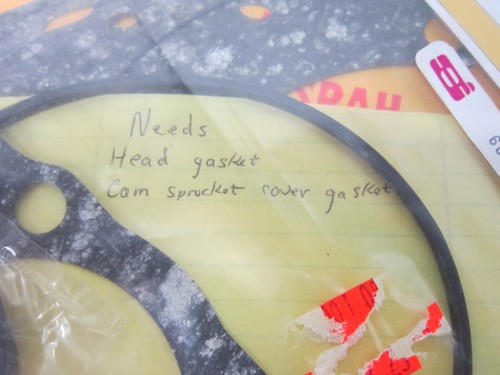 Needs
Head gasket
Cam sprocket cover gasket